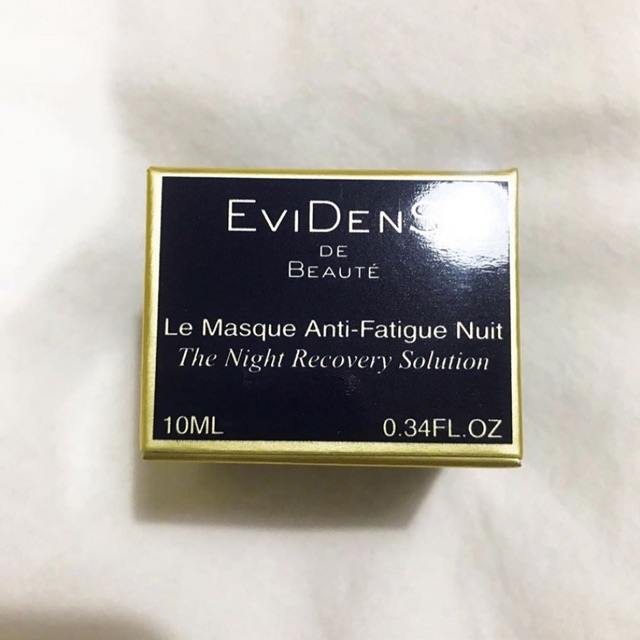 EviDenS
DE
BEAUTÉ
Le Masque Anti-Fatigue Nuit
The Night Recovery Solution
10ML 0.34FL.OZ